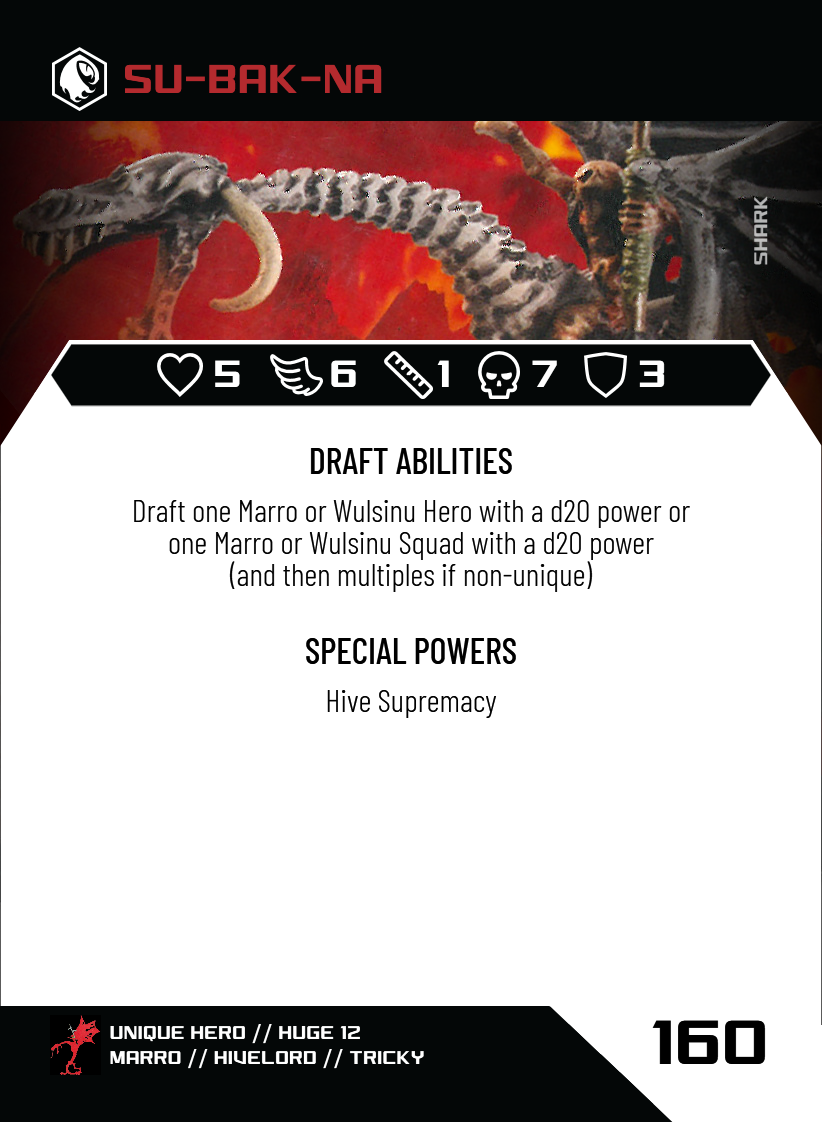 SU-BAK-NA
SHARK
5 6 1 7 3
DRAFT ABILITIES
Draft one Marro or Wulsinu Hero with a d20 power or
one Marro or Wulsinu Squad with a d20 power
(and then multiples if non-unique)
SPECIAL POWERS
Hive Supremacy
UNIQUE HERO // HUGE 12
MARRO // HIVELORD // TRICKY
160